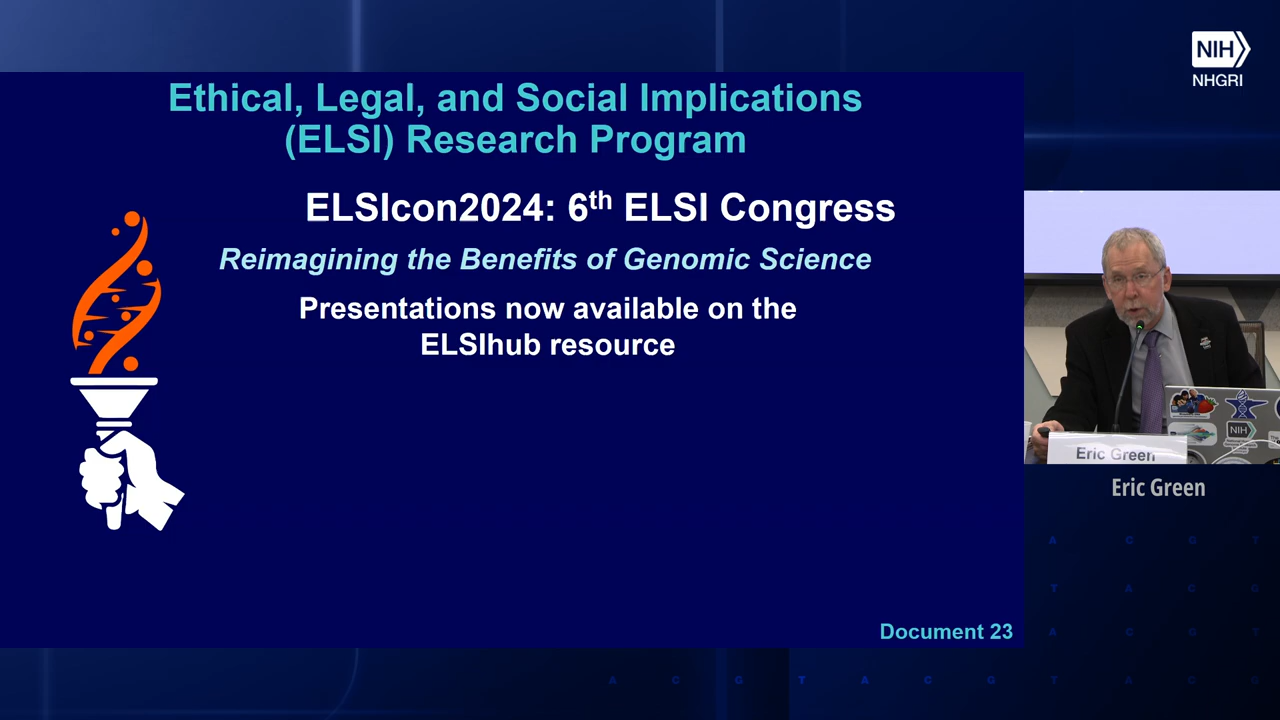 NIH
NHGRI
Ethical, Legal, and Social Implications
(ELSI) Research Program
ELSIcon2024: 6th ELSI Congress
Reimagining the Benefits of Genomic Science
Presentations now available on the
ELSIhub resource
Document 23
NIH
Eric Green
Eric Green
A C G T
T A C G
A C G T
A C G T A C G T A C G